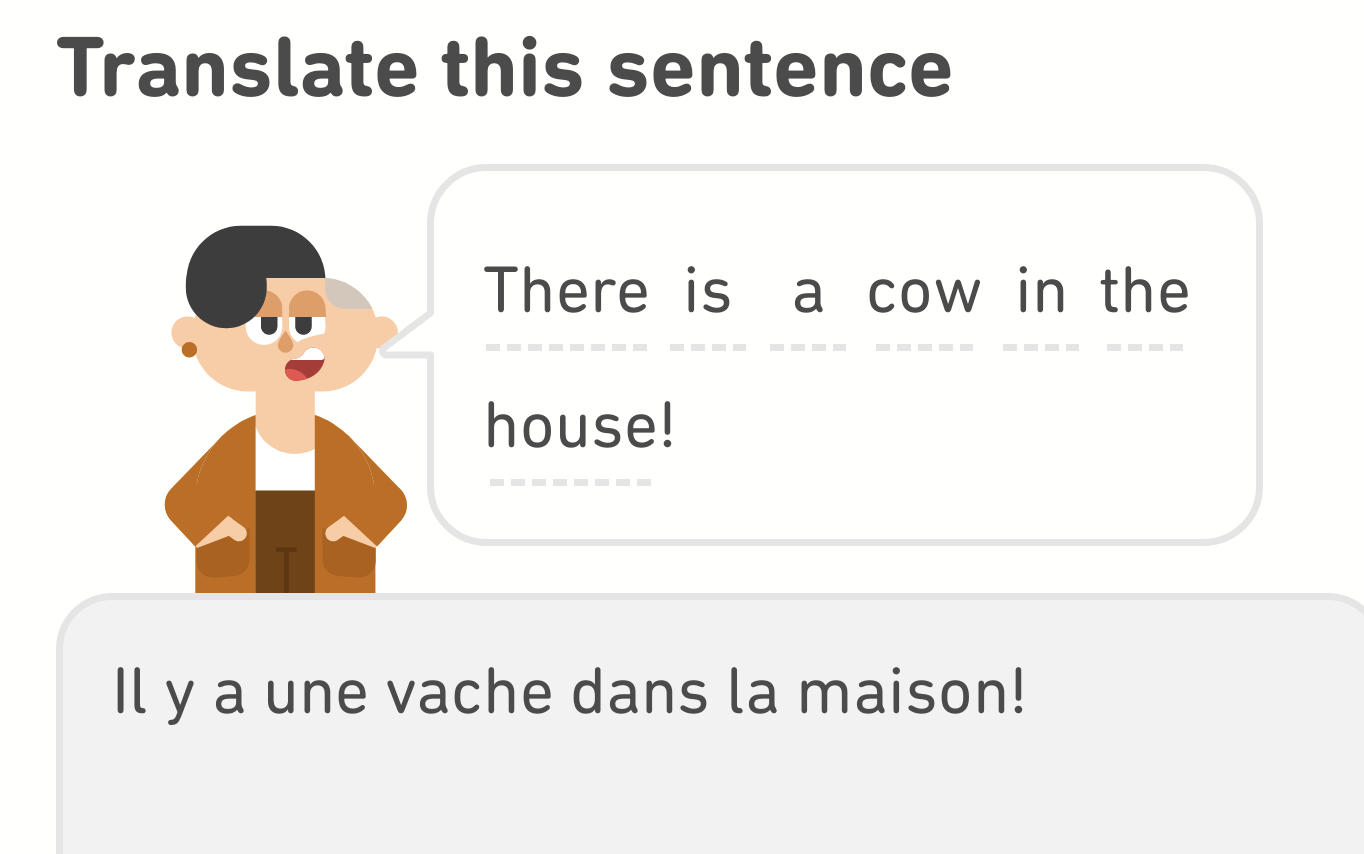 Translate this sentence
There is a cow in the
house!
Il y a une vache dans la maison!